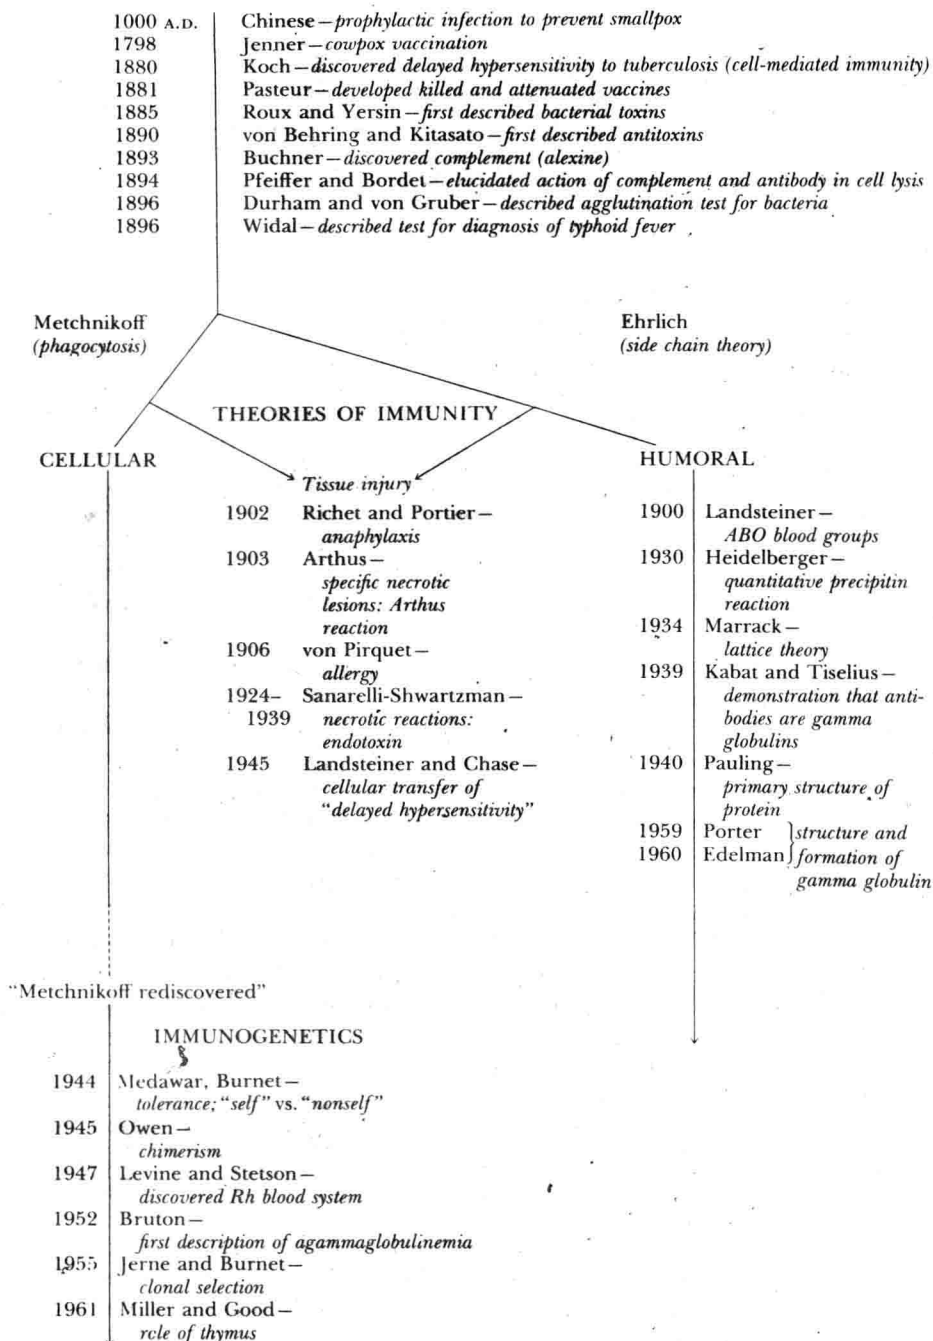 1000 A.D. Chinese—prophylactic infection to prevent smallpox
1798 Jenner—cowpox vaccination
1880 Koch—discovered delayed hypersensitivity to tuberculosis (cell-mediated immunity)
1881 Pasteur—developed killed and attenuated vaccines
1885 Roux and Yersin—first described bacterial toxins
1890 von Behring and Kitasato—first described antitoxins
1893 Buchner—discovered complement (alexine)
1894 Pfeiffer and Bordet—elucidated action of complement and antibody in cell lysis
1896 Durham and von Gruber—described agglutination test for bacteria
1896 Widal—described test for diagnosis of typhoid fever
Metchnikoff
(phagocytosis)
Ehrlich
(side chain theory)
THEORIES OF IMMUNITY
CELLULAR
HUMORAL
Tissue injury
1902 Richet and Portier—
anaphylaxis
1903 Arthus—
specific necrotic
lesions: Arthus
reaction
1906 von Pirquet—
allergy
1924– Sanarelli-Shwartzman—
1939 necrotic reactions:
endotoxin
1945 Landsteiner and Chase—
cellular transfer of
"delayed hypersensitivity"
1900 Landsteiner—
ABO blood groups
1930 Heidelberger—
quantitative precipitin
reaction
1934 Marrack—
lattice theory
1939 Kabat and Tiselius—
demonstration that anti-
bodies are gamma
globulins
1940 Pauling—
primary structure of
protein
1959 Porter } structure and
1960 Edelman } formation of
gamma globulin
"Metchnikoff rediscovered"
IMMUNOGENETICS
1944 Medawar, Burnet—
tolerance; "self" vs. "nonself"
1945 Owen—
chimerism
1947 Levine and Stetson—
discovered Rh blood system
1952 Bruton—
first description of agammaglobulinemia
1955 Jerne and Burnet—
clonal selection
1961 Miller and Good—
role of thymus